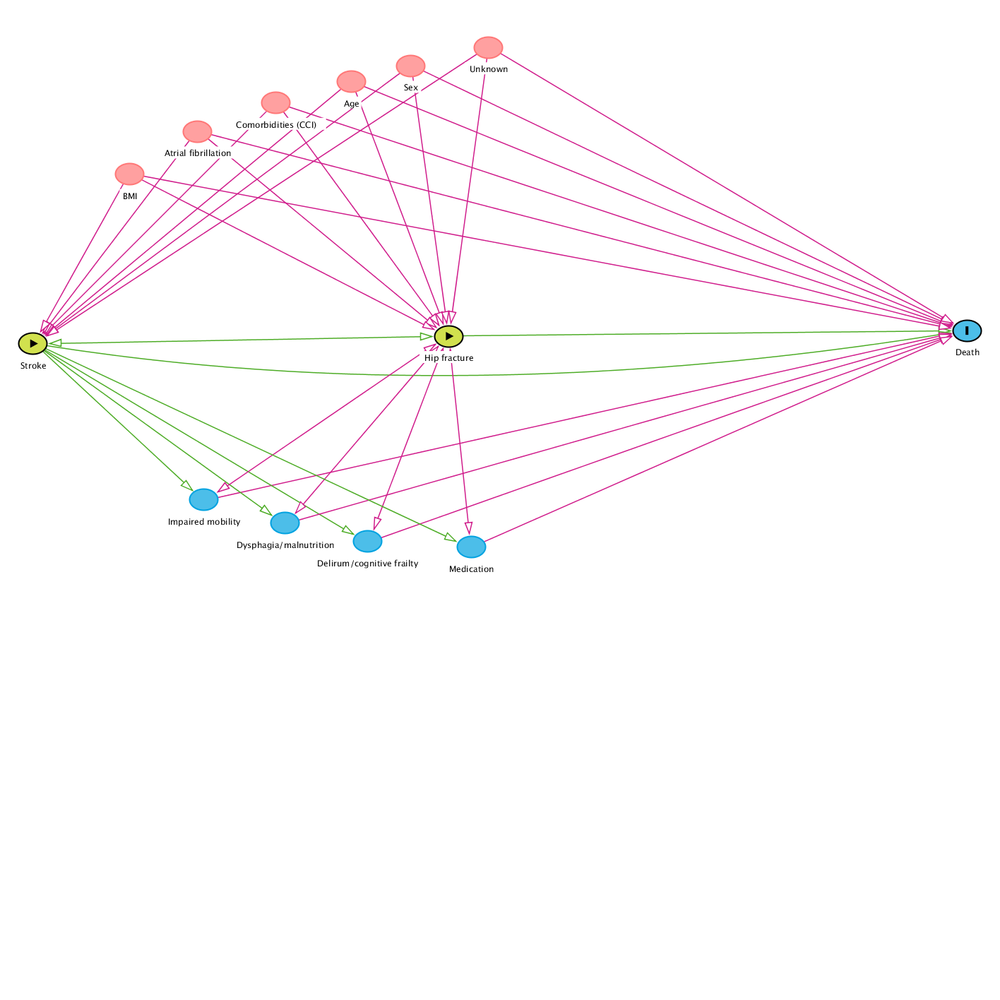 Unknown
Sex
Age
Comorbidities (CCI)
Atrial fibrillation
BMI
Stroke
Hip fracture
Death
Impaired mobility
Dysphagia/malnutrition
Delirum/cognitive frailty
Medication